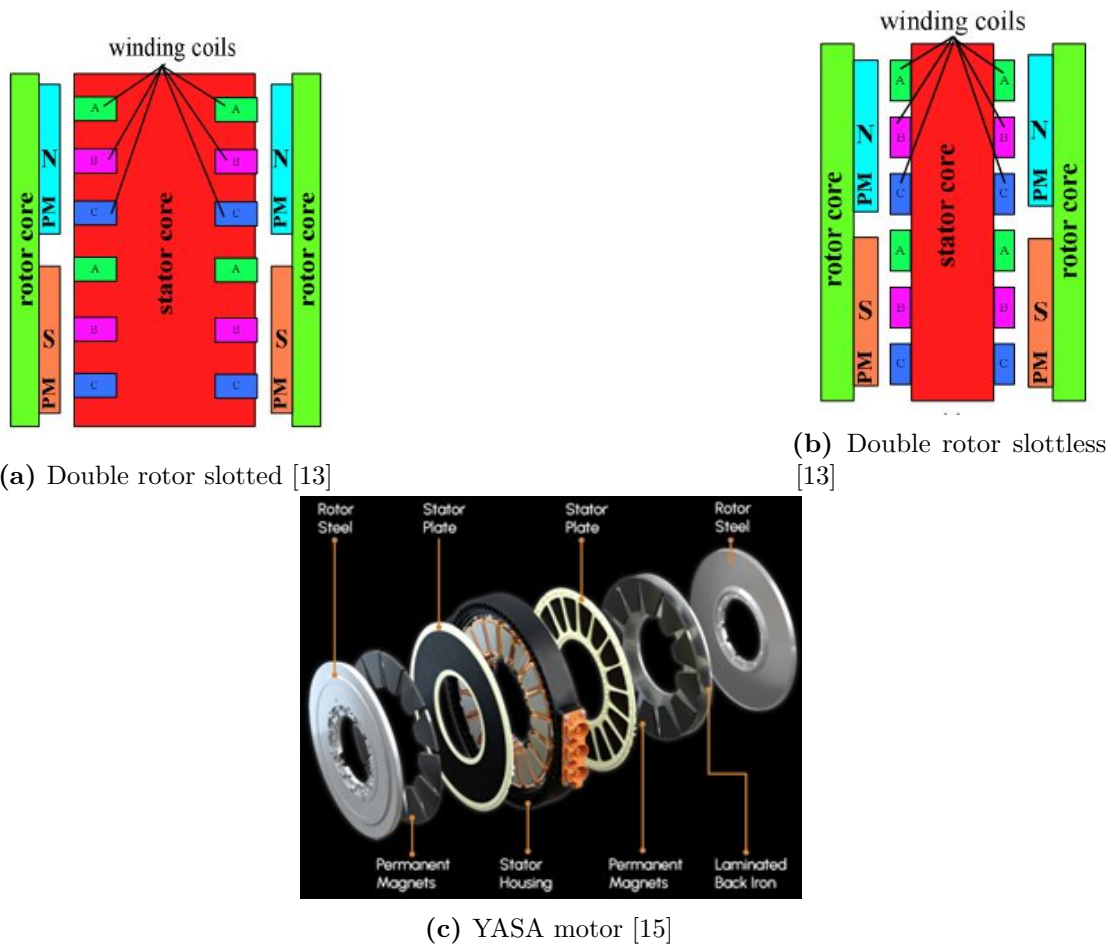 winding coils
rotor core
N
PM
S
PM
A
B
C
A
B
C
stator core
A
B
C
A
B
C
N
PM
S
PM
rotor core
(a) Double rotor slotted [13]
winding coils
rotor core
N
PM
S
PM
A
B
C
A
B
C
stator core
A
B
C
A
B
C
N
PM
S
PM
rotor core
(b) Double rotor slottless
[13]
Rotor
Steel
Stator
Plate
Stator
Plate
Rotor
Steel
Permanent
Magnets
Stator
Housing
Permanent
Magnets
Laminated
Back Iron
(c) YASA motor [15]